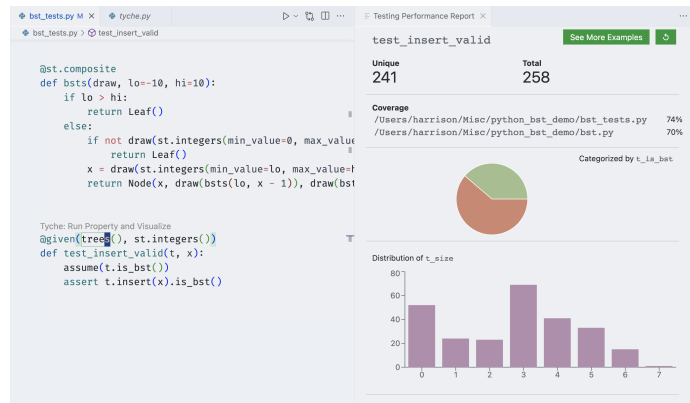 bst_tests.py M ×
tyche.py
bst_tests.py > test_insert_valid
@st.composite
def bsts(draw, lo=-10, hi=10):
    if lo > hi:
        return Leaf()
    else:
        if not draw(st.integers(min_value=0, max_value
            return Leaf()
        x = draw(st.integers(min_value=lo, max_value=h
        return Node(x, draw(bsts(lo, x - 1)), draw(bst
Tyche: Run Property and Visualize
@given(trees(), st.integers())
def test_insert_valid(t, x):
    assume(t.is_bst())
    assert t.insert(x).is_bst()
Testing Performance Report ×
test_insert_valid
See More Examples
Unique
241
Total
258
Coverage
/Users/harrison/Misc/python_bst_demo/bst_tests.py 74%
/Users/harrison/Misc/python_bst_demo/bst.py 70%
Categorized by t_is_bst
Distribution of t_size
80
60
40
20
0
0 1 2 3 4 5 6 7